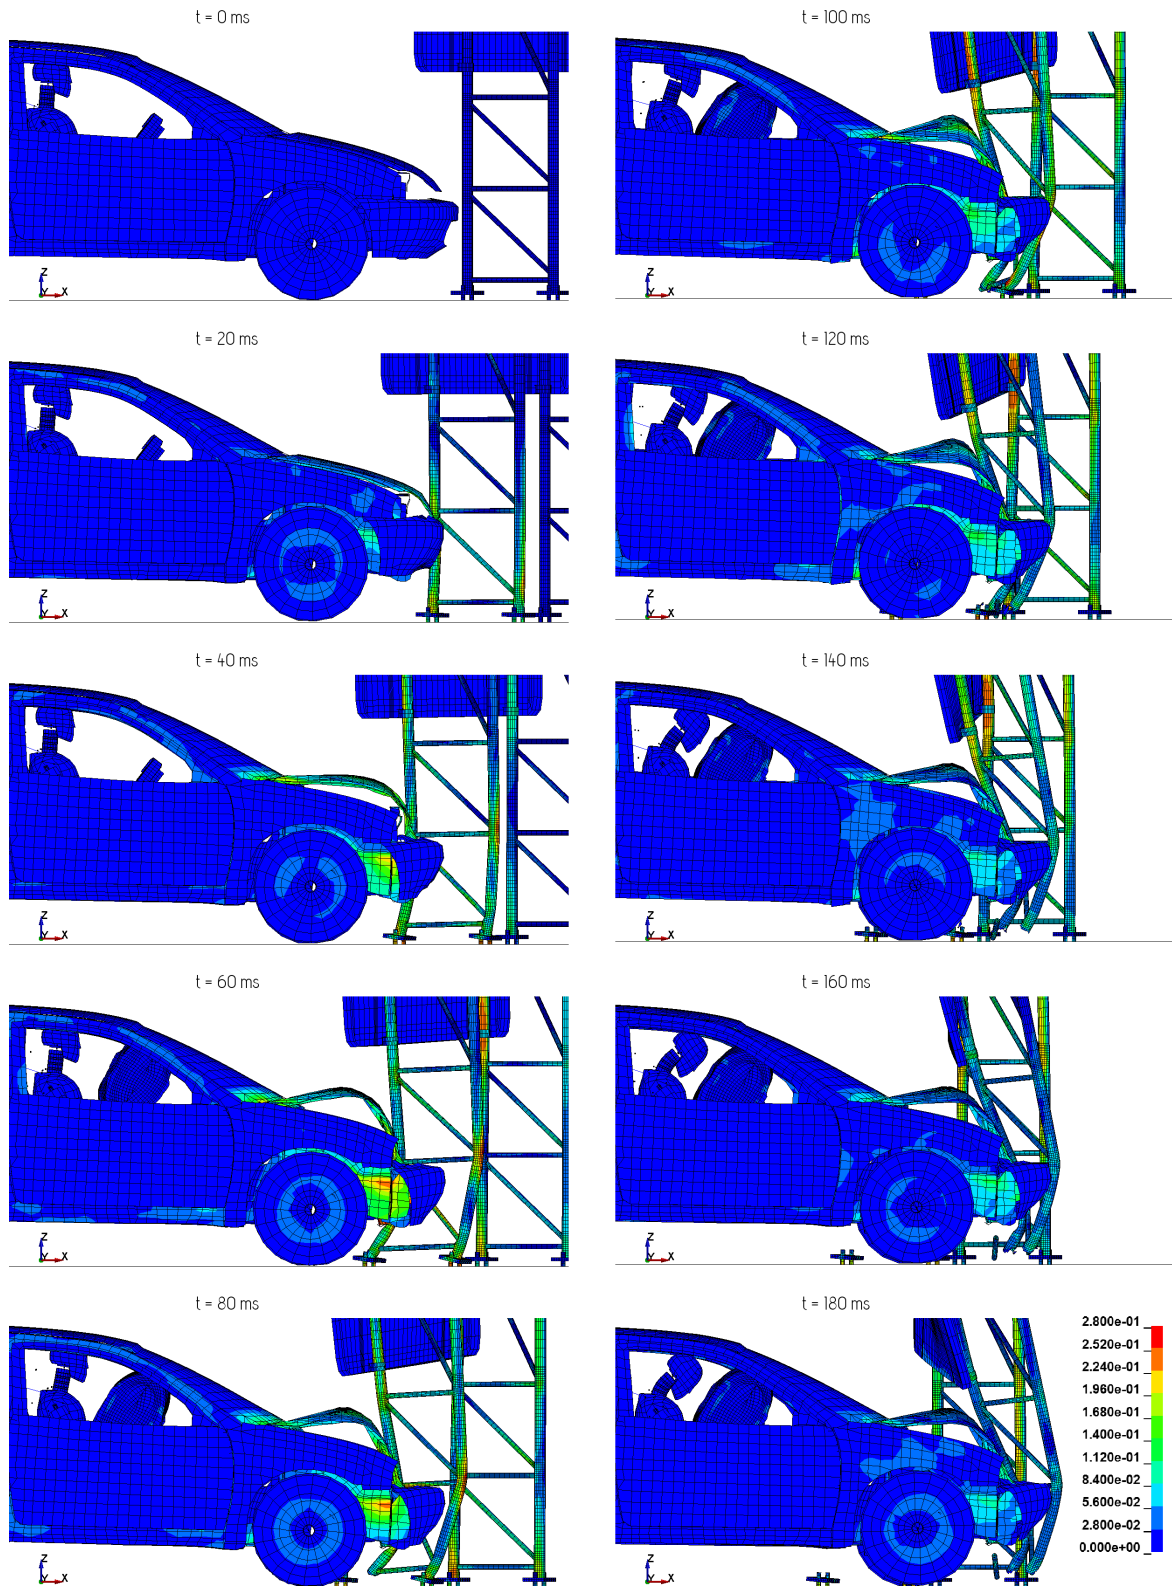 t = 0 ms
Z
Y X
t = 20 ms
Z
Y X
t = 40 ms
Z
Y X
t = 60 ms
Z
Y X
t = 80 ms
Z
Y X
t = 100 ms
Z
Y X
t = 120 ms
Z
Y X
t = 140 ms
Z
Y X
t = 160 ms
Z
Y X
t = 180 ms
Z
Y X
2.800e-01
2.520e-01
2.240e-01
1.960e-01
1.680e-01
1.400e-01
1.120e-01
8.400e-02
5.600e-02
2.800e-02
0.000e+00